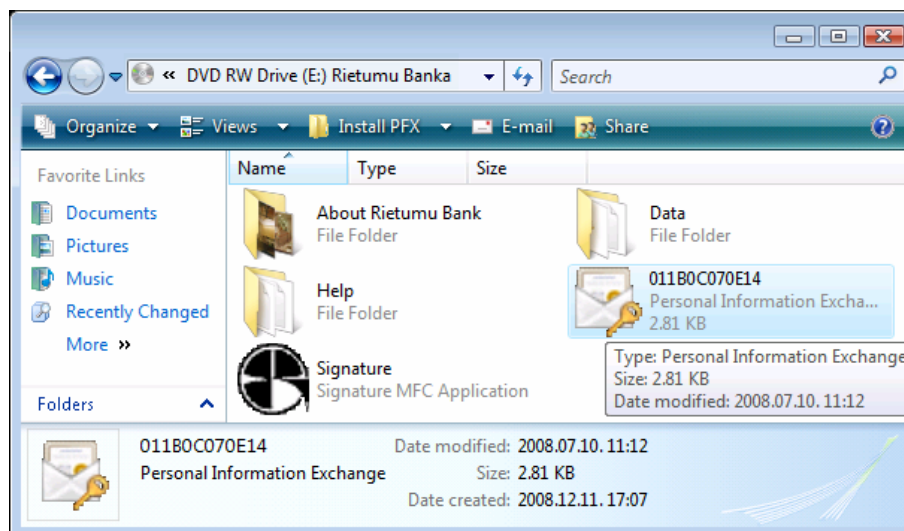 « DVD RW Drive (E:) Rietumu Banka
Search
Organize Views Install PFX E-mail Share
Favorite Links
Documents
Pictures
Music
Recently Changed
More »
Folders
Name Type Size
About Rietumu Bank
File Folder
Data
File Folder
Help
File Folder
011B0C070E14
Personal Information Excha...
2.81 KB
Signature
Signature MFC Application
Type: Personal Information Exchange
Size: 2.81 KB
Date modified: 2008.07.10. 11:12
011B0C070E14 Date modified: 2008.07.10. 11:12
Personal Information Exchange Size: 2.81 KB
Date created: 2008.12.11. 17:07